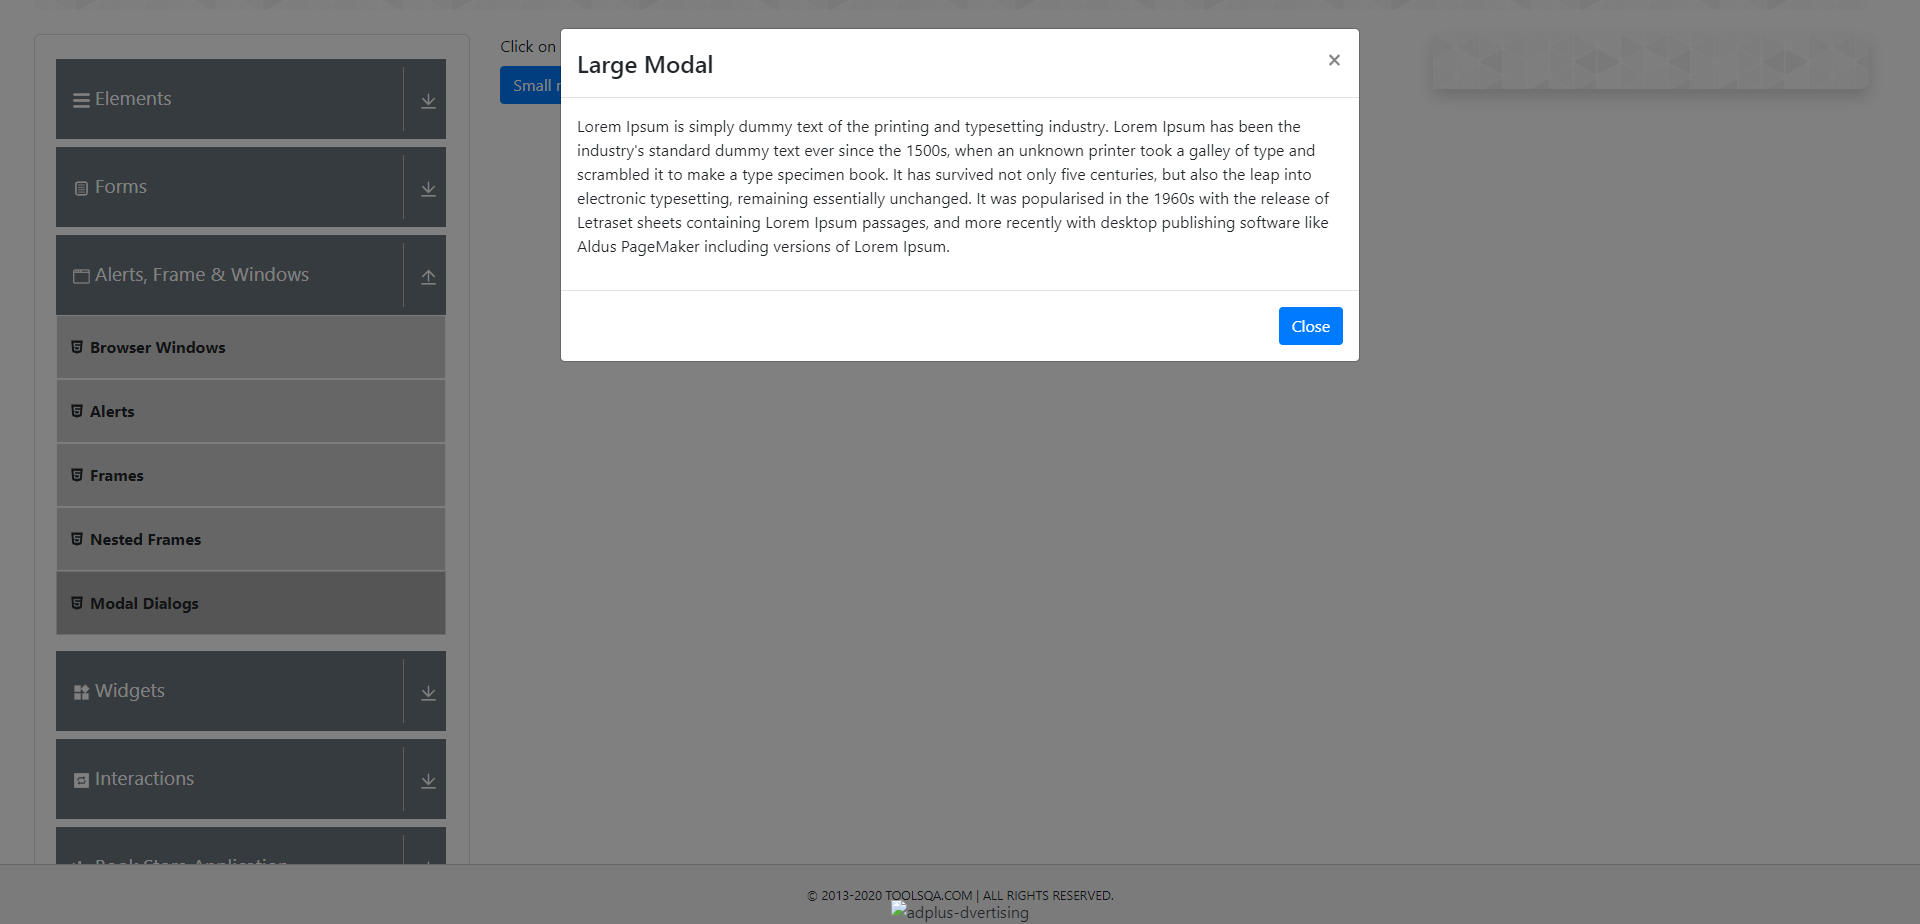 Elements
Forms
Alerts, Frame & Windows
Browser Windows
Alerts
Frames
Nested Frames
Modal Dialogs
Widgets
Interactions
Book Store Application
Click on
Small
Large Modal
×
Lorem Ipsum is simply dummy text of the printing and typesetting industry. Lorem Ipsum has been the
industry's standard dummy text ever since the 1500s, when an unknown printer took a galley of type and
scrambled it to make a type specimen book. It has survived not only five centuries, but also the leap into
electronic typesetting, remaining essentially unchanged. It was popularised in the 1960s with the release of
Letraset sheets containing Lorem Ipsum passages, and more recently with desktop publishing software like
Aldus PageMaker including versions of Lorem Ipsum.
Close
© 2013-2020 TOOLSQA.COM | ALL RIGHTS RESERVED.
adplus-dvertising